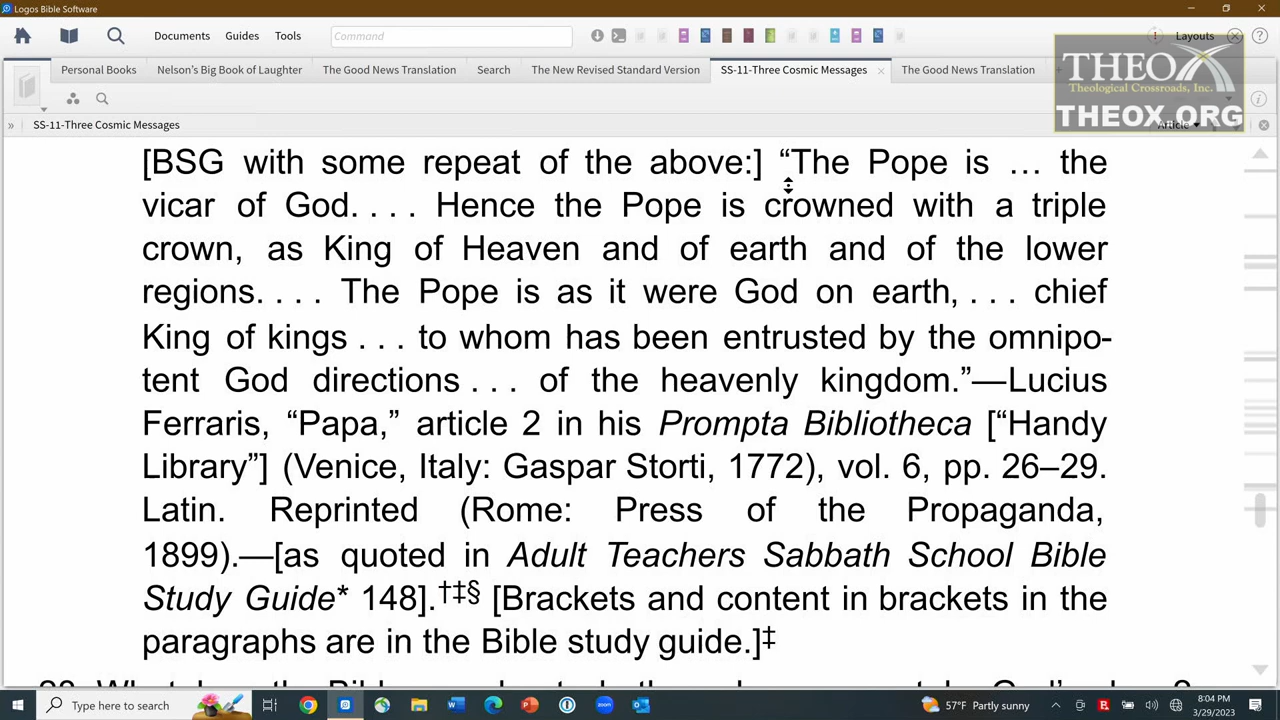 Logos Bible Software
Documents Guides Tools Command Layouts
THEOX
Theological Crossroads, Inc.
THEOX.ORG
Personal Books Nelson's Big Book of Laughter The Good News Translation Search The New Revised Standard Version SS-11-Three Cosmic Messages The Good News Translation
» SS-11-Three Cosmic Messages Article
[BSG with some repeat of the above:] “The Pope is … the
vicar of God. . . . Hence the Pope is crowned with a triple
crown, as King of Heaven and of earth and of the lower
regions. . . . The Pope is as it were God on earth, . . . chief
King of kings . . . to whom has been entrusted by the omnipo-
tent God directions . . . of the heavenly kingdom.”—Lucius
Ferraris, “Papa,” article 2 in his Prompta Bibliotheca [“Handy
Library”] (Venice, Italy: Gaspar Storti, 1772), vol. 6, pp. 26–29.
Latin. Reprinted (Rome: Press of the Propaganda,
1899).—[as quoted in Adult Teachers Sabbath School Bible
Study Guide* 148].†‡§ [Brackets and content in brackets in the
paragraphs are in the Bible study guide.]‡
Type here to search 57°F Partly sunny 8:04 PM
3/29/2023